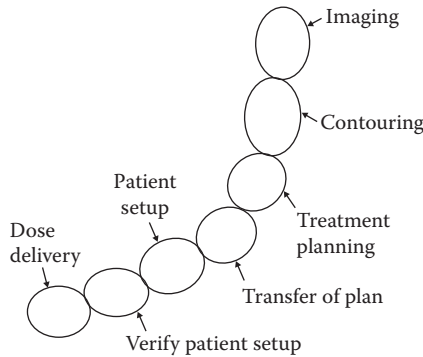 Imaging
Contouring
Patient
setup
Treatment
planning
Dose
delivery
Transfer of plan
Verify patient setup